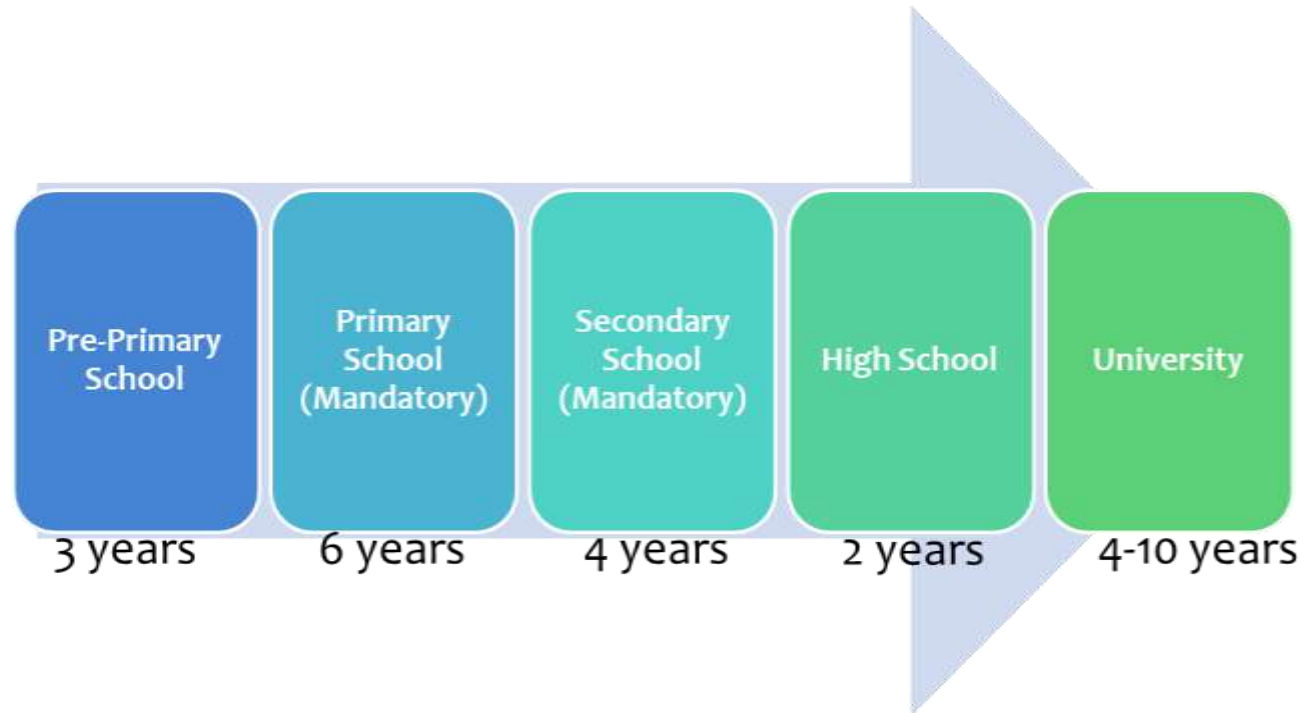 Pre-Primary
School
Primary
School
(Mandatory)
Secondary
School
(Mandatory)
High School
University
3 years
6 years
4 years
2 years
4-10 years